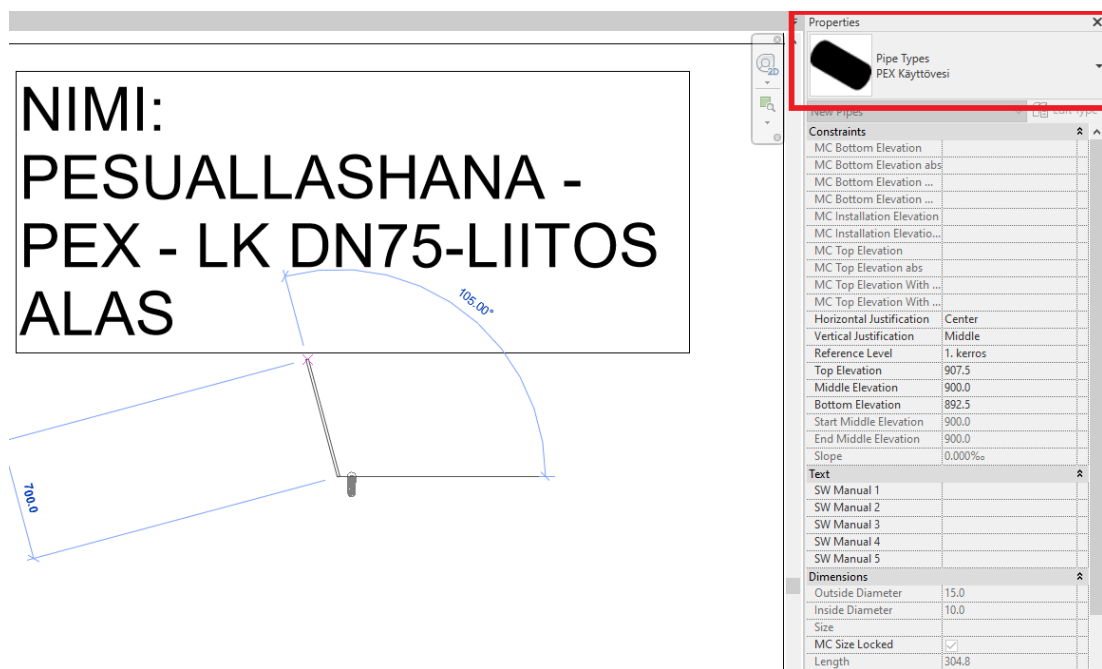 Properties
2D
Pipe Types
PEX Käyttövesi
NIMI:
PESUALLASHANA -
PEX - LK DN75-LIITOS
ALAS
105.00°
700.0
New Pipes
Edit Type
Constraints
MC Bottom Elevation
MC Bottom Elevation abs
MC Bottom Elevation ...
MC Bottom Elevation ...
MC Installation Elevation
MC Installation Elevatio...
MC Top Elevation
MC Top Elevation abs
MC Top Elevation With ...
MC Top Elevation With ...
Horizontal Justification Center
Vertical Justification Middle
Reference Level 1. kerros
Top Elevation 907.5
Middle Elevation 900.0
Bottom Elevation 892.5
Start Middle Elevation 900.0
End Middle Elevation 900.0
Slope 0.000‰
Text
SW Manual 1
SW Manual 2
SW Manual 3
SW Manual 4
SW Manual 5
Dimensions
Outside Diameter 15.0
Inside Diameter 10.0
Size
MC Size Locked
Length 304.8